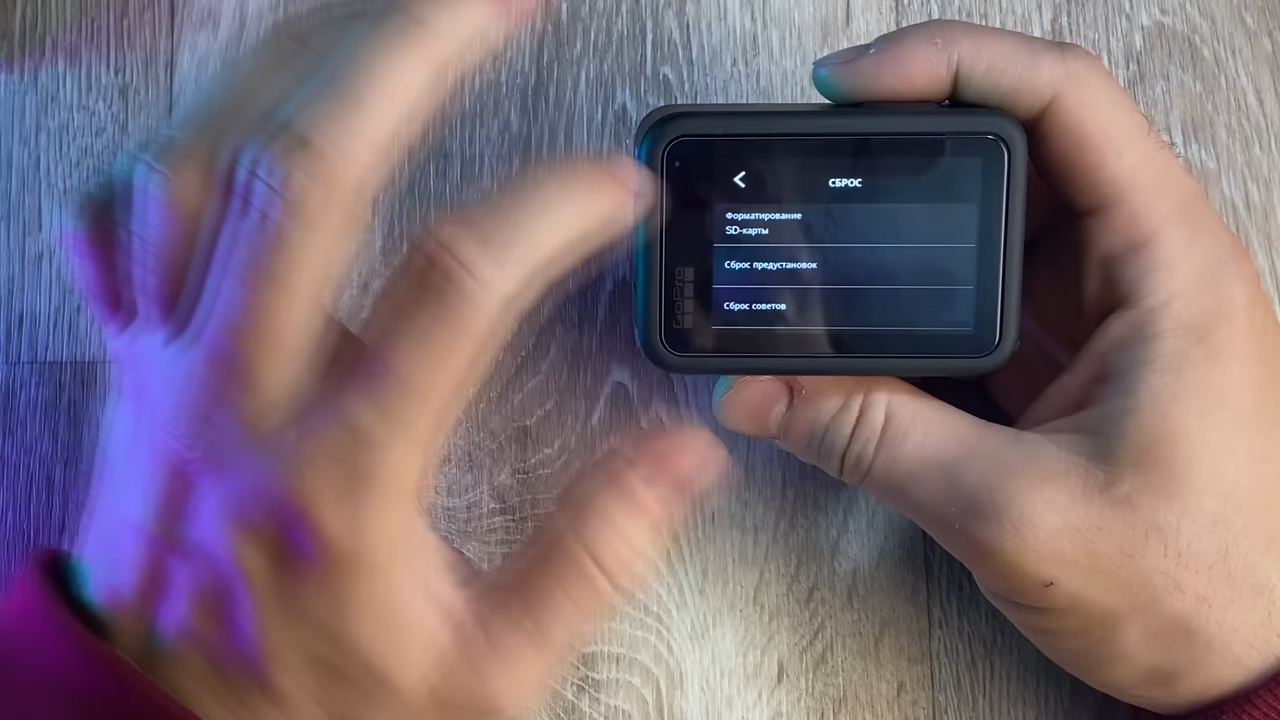 СБРОС
Форматирование
SD-карты
Сброс предустановок
Сброс советов
GoPro